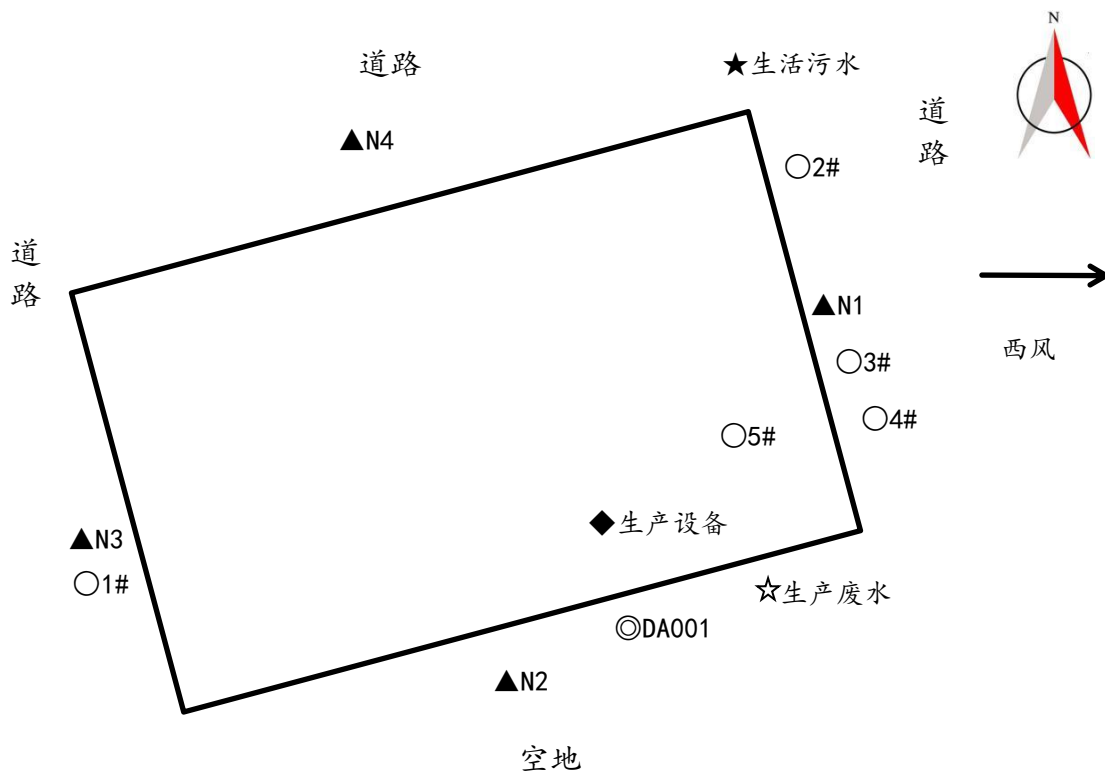 N
道路
★生活污水
道
路
▲N4
○2#
道
路
▲N1
西风
○3#
○4#
○5#
◆生产设备
▲N3
○1#
☆生产废水
◎DA001
▲N2
空地